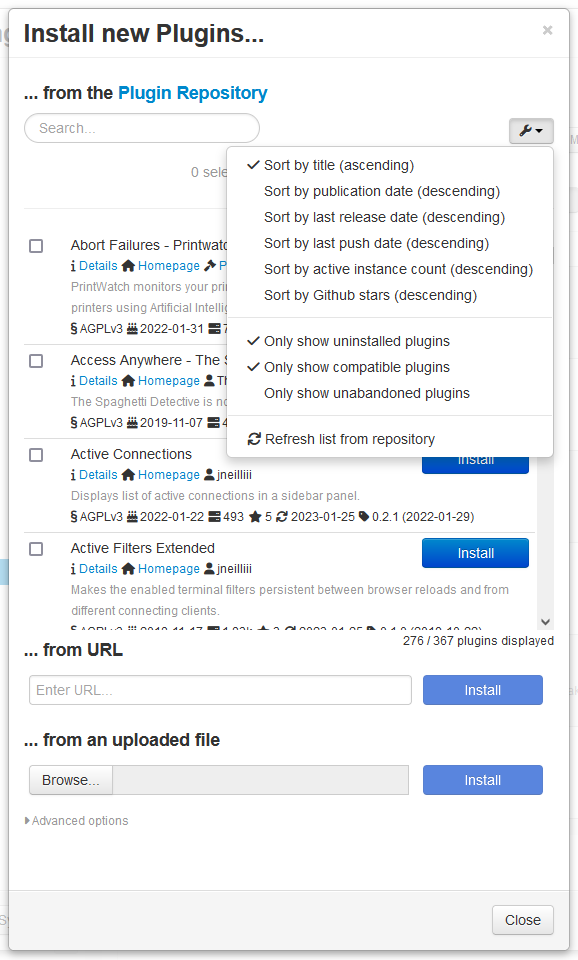 Install new Plugins...
×
... from the Plugin Repository
Search...
0 sele
Sort by title (ascending)
Sort by publication date (descending)
Sort by last release date (descending)
Sort by last push date (descending)
Sort by active instance count (descending)
Sort by Github stars (descending)
Only show uninstalled plugins
Only show compatible plugins
Only show unabandoned plugins
Refresh list from repository
Abort Failures - Printwatc
Details Homepage P
PrintWatch monitors your prin
printers using Artificial Intellig
§ AGPLv3 2022-01-31 7
Access Anywhere - The S
Details Homepage Th
The Spaghetti Detective is no
§ AGPLv3 2019-11-07 4
Active Connections
Install
Details Homepage jneilliii
Displays list of active connections in a sidebar panel.
§ AGPLv3 2022-01-22 493 5 2023-01-25 0.2.1 (2022-01-29)
Active Filters Extended
Install
Details Homepage jneilliii
Makes the enabled terminal filters persistent between browser reloads and from
different connecting clients.
276 / 367 plugins displayed
... from URL
Enter URL...
Install
... from an uploaded file
Browse...
Install
Advanced options
Close